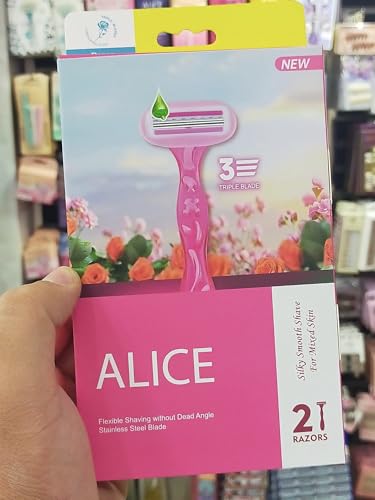 NEW
3
TRIPLE BLADE
ALICE
Flexible Shaving without Dead Angle
Stainless Steel Blade
Silky Smooth Shave
For Mixed Skin
2
RAZORS